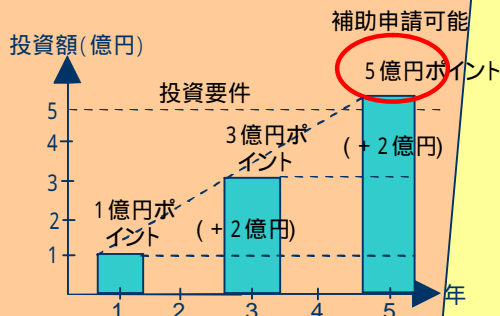 補助申請可能
投資額(億円)
5億円ポイント
投資要件
5
3億円ポ
イント
4
(+2億円)
3
1億円ポ
イント
2
(+2億円)
1
年
1 2 3 4 5